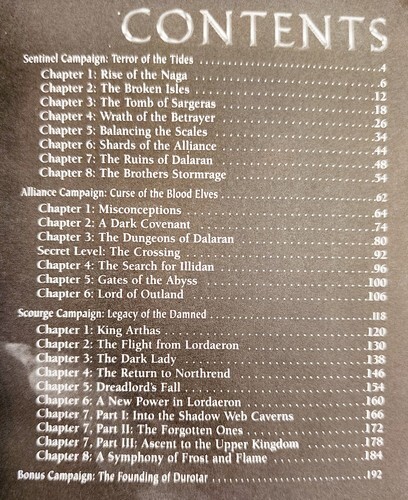 CONTENTS
Sentinel Campaign: Terror of the Tides ..... 4
Chapter 1: Rise of the Naga ..... 6
Chapter 2: The Broken Isles ..... 12
Chapter 3: The Tomb of Sargeras ..... 18
Chapter 4: Wrath of the Betrayer ..... 26
Chapter 5: Balancing the Scales ..... 34
Chapter 6: Shards of the Alliance ..... 44
Chapter 7: The Ruins of Dalaran ..... 48
Chapter 8: The Brothers Stormrage ..... 54
Alliance Campaign: Curse of the Blood Elves ..... 62
Chapter 1: Misconceptions ..... 64
Chapter 2: A Dark Covenant ..... 74
Chapter 3: The Dungeons of Dalaran ..... 80
Secret Level: The Crossing ..... 92
Chapter 4: The Search for Illidan ..... 96
Chapter 5: Gates of the Abyss ..... 100
Chapter 6: Lord of Outland ..... 106
Scourge Campaign: Legacy of the Damned ..... 118
Chapter 1: King Arthas ..... 120
Chapter 2: The Flight from Lordaeron ..... 130
Chapter 3: The Dark Lady ..... 138
Chapter 4: The Return to Northrend ..... 146
Chapter 5: Dreadlord's Fall ..... 154
Chapter 6: A New Power in Lordaeron ..... 160
Chapter 7, Part I: Into the Shadow Web Caverns ..... 166
Chapter 7, Part II: The Forgotten Ones ..... 172
Chapter 7, Part III: Ascent to the Upper Kingdom ..... 178
Chapter 8: A Symphony of Frost and Flame ..... 184
Bonus Campaign: The Founding of Durotar ..... 192